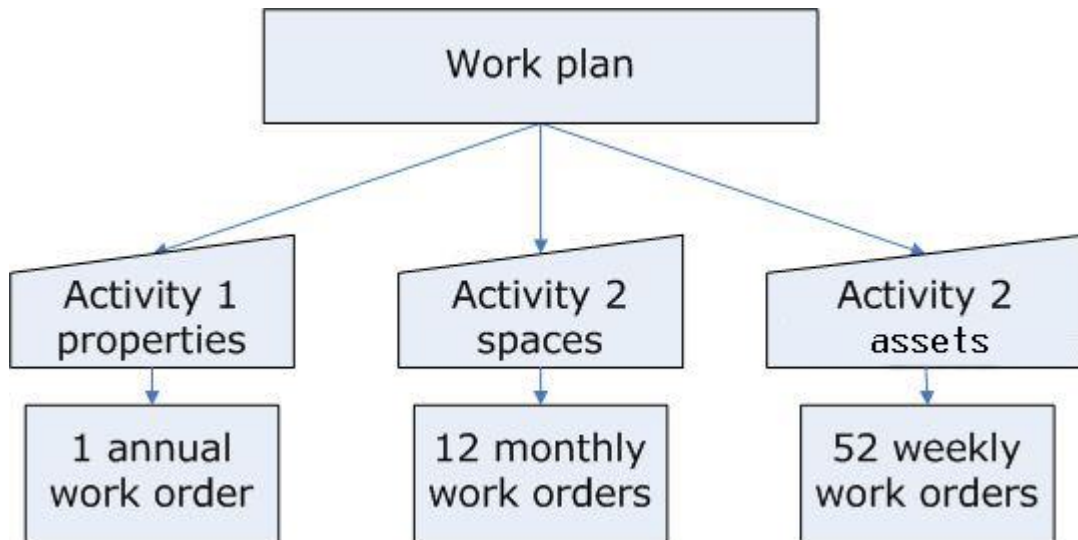 Work plan
Activity 1
properties
Activity 2
spaces
Activity 2
assets
1 annual
work order
12 monthly
work orders
52 weekly
work orders